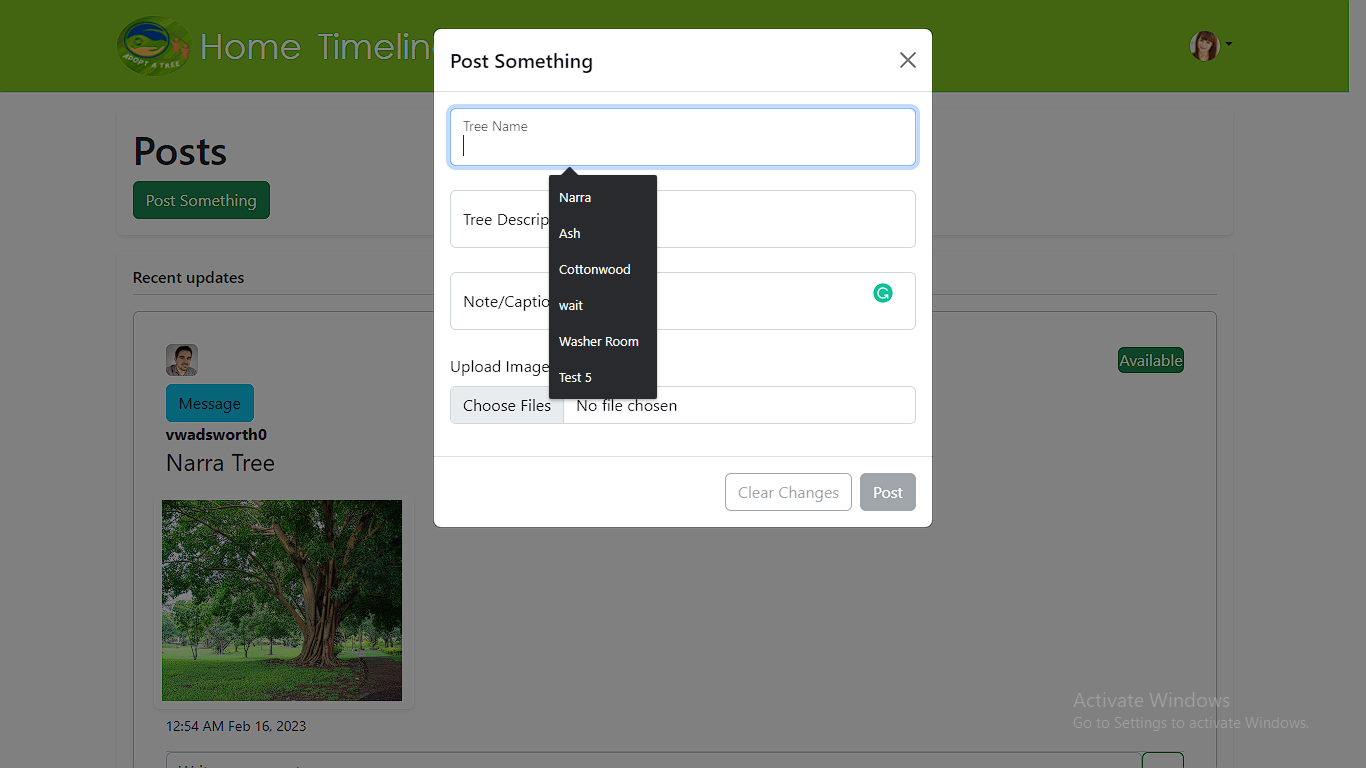 ADOPT A TREE
Home Timelin
Post Something
Posts
Post Something
Recent updates
Message
vwadsworth0
Narra Tree
12:54 AM Feb 16, 2023
Available
Tree Name
Tree Descrip
Note/Captio
Narra
Ash
Cottonwood
wait
Washer Room
Test 5
Upload Image
Choose Files No file chosen
Clear Changes Post
Activate Windows
Go to Settings to activate Windows.